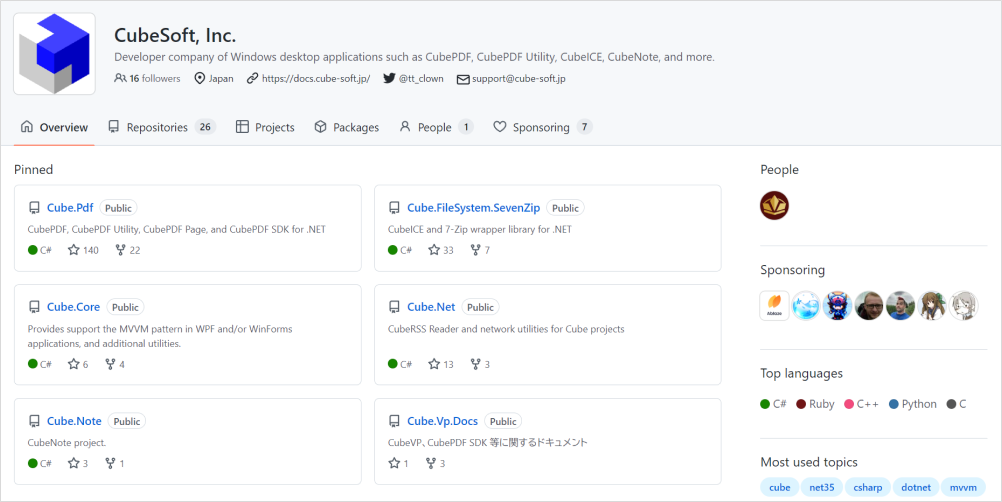 CubeSoft, Inc.
Developer company of Windows desktop applications such as CubePDF, CubePDF Utility, CubeICE, CubeNote, and more.
16 followers Japan https://docs.cube-soft.jp/ @tt_clown support@cube-soft.jp
Overview Repositories 26 Projects Packages People 1 Sponsoring 7
Pinned
Cube.Pdf Public
CubePDF, CubePDF Utility, CubePDF Page, and CubePDF SDK for .NET
C# 140 22
Cube.FileSystem.SevenZip Public
CubeICE and 7-Zip wrapper library for .NET
C# 33 7
Cube.Core Public
Provides support the MVVM pattern in WPF and/or WinForms
applications, and additional utilities.
C# 6 4
Cube.Net Public
CubeRSS Reader and network utilities for Cube projects
C# 13 3
Cube.Note Public
CubeNote project.
C# 3 1
Cube.Vp.Docs Public
CubeVP、CubePDF SDK 等に関するドキュメント
1 3
People
Sponsoring
Top languages
C# Ruby C++ Python C
Most used topics
cube net35 csharp dotnet mvvm